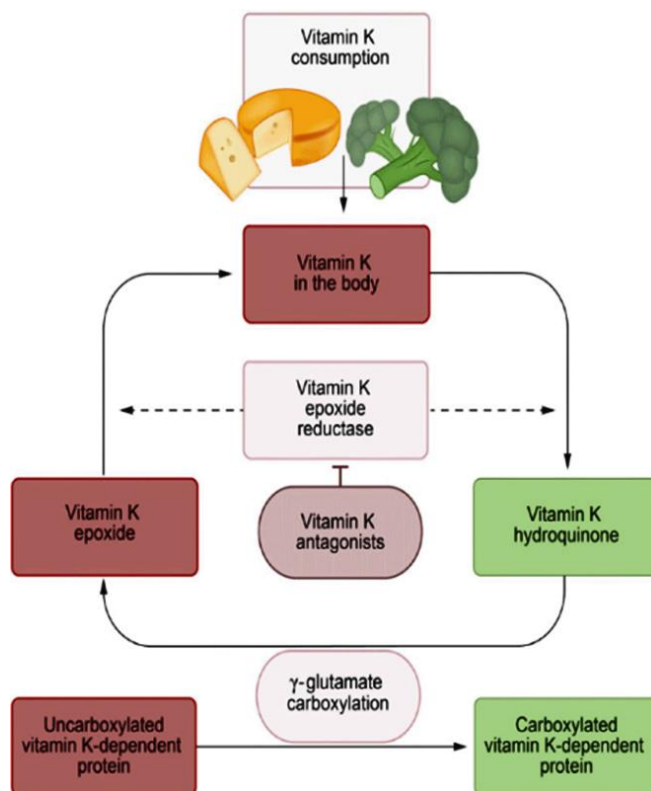 Vitamin K
consumption
Vitamin K
in the body
Vitamin K
epoxide
reductase
Vitamin K
epoxide
Vitamin K
antagonists
Vitamin K
hydroquinone
γ-glutamate
carboxylation
Uncarboxylated
vitamin K-dependent
protein
Carboxylated
vitamin K-dependent
protein